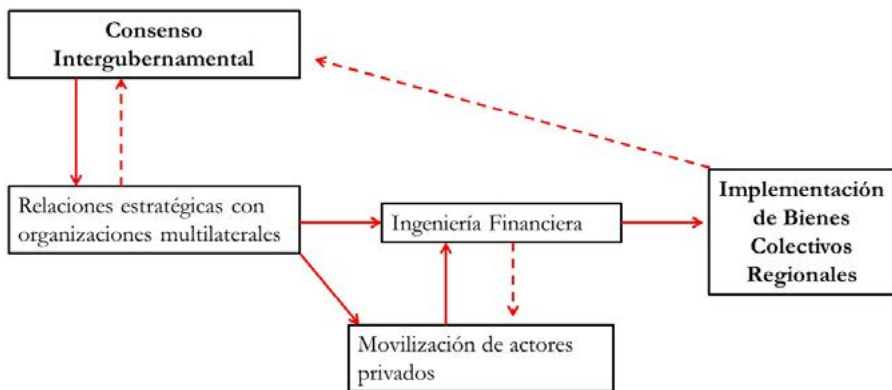 Consenso
Intergubernamental
Relaciones estratégicas con
organizaciones multilaterales
Ingeniería Financiera
Implementación
de Bienes
Colectivos
Regionales
Movilización de actores
privados